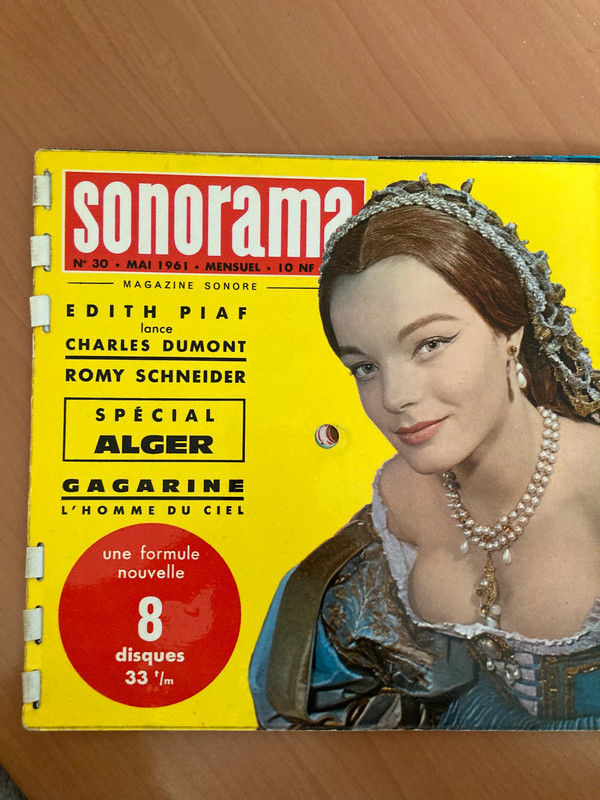 sonorama
N° 30 • MAI 1961 • MENSUEL • 10 NF
MAGAZINE SONORE
EDITH PIAF
lance
CHARLES DUMONT
ROMY SCHNEIDER
SPÉCIAL
ALGER
GAGARINE
L'HOMME DU CIEL
une formule
nouvelle
8
disques
33 t/m